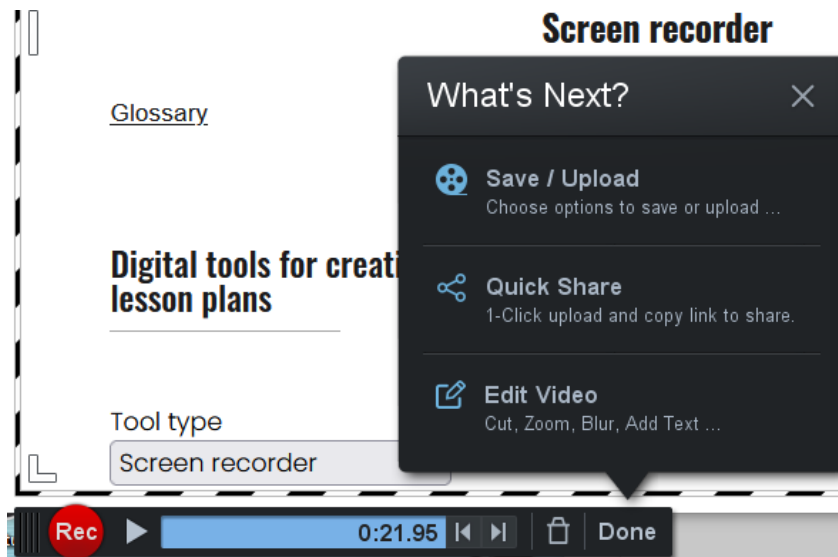 Screen recorder
What's Next?
Glossary
Save / Upload
Choose options to save or upload ...
Digital tools for creati
lesson plans
Quick Share
1-Click upload and copy link to share.
Edit Video
Cut, Zoom, Blur, Add Text ...
Tool type
Screen recorder
Rec
0:21.95
Done